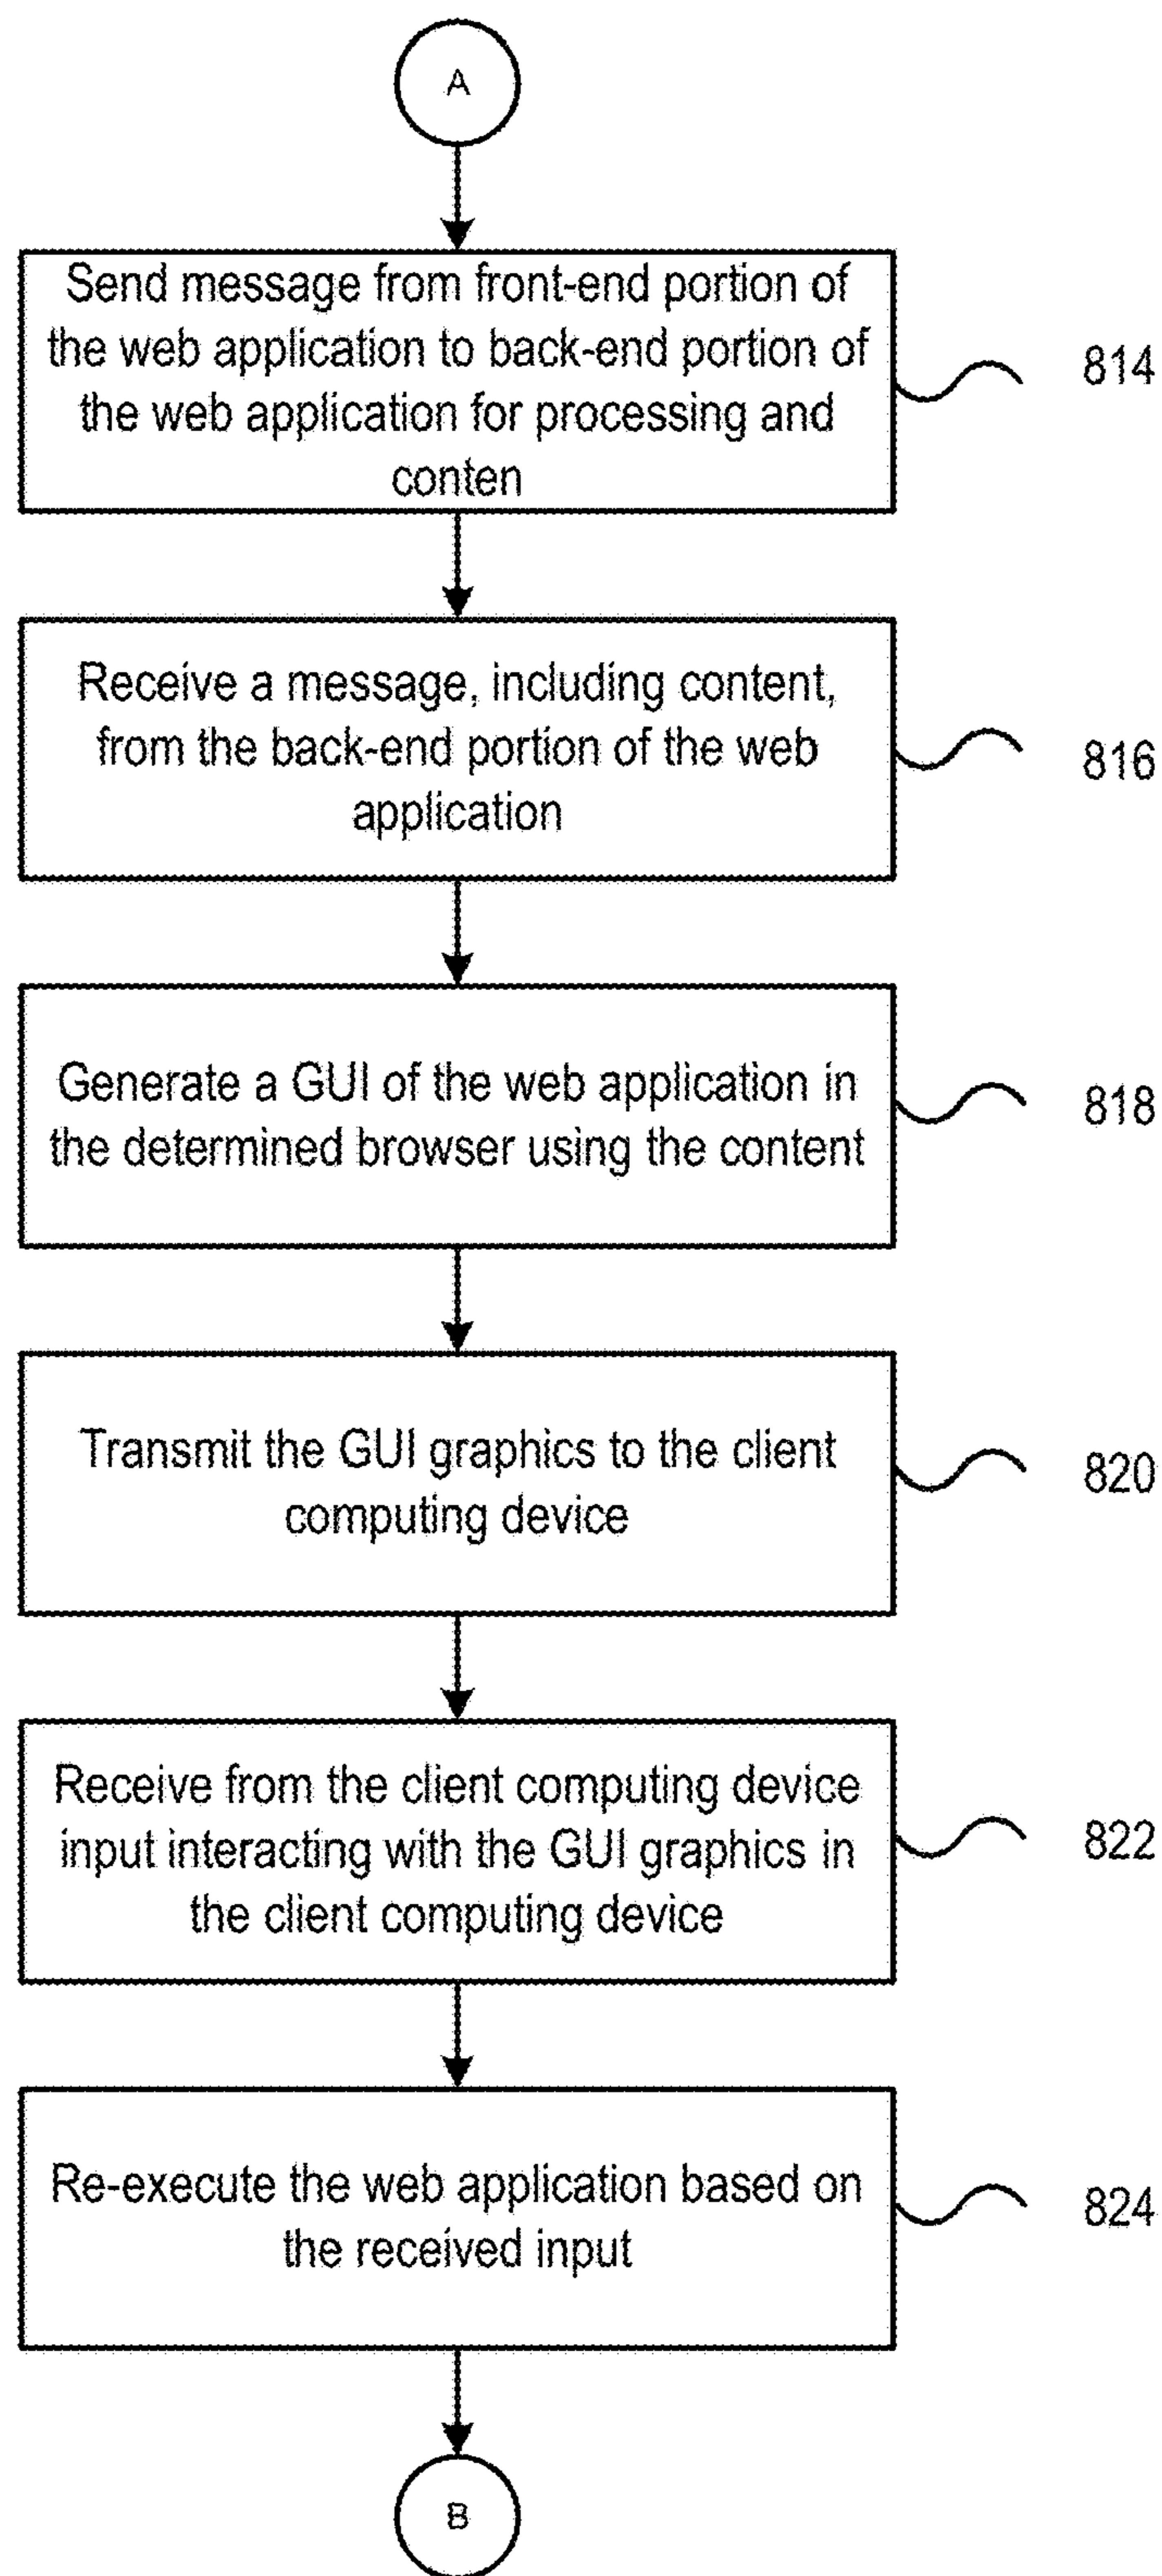 A
Send message from front-end portion of
the web application to back-end portion of
the web application for processing and
conten
814
Receive a message, including content,
from the back-end portion of the web
application
816
Generate a GUI of the web application in
the determined browser using the content
818
Transmit the GUI graphics to the client
computing device
820
Receive from the client computing device
input interacting with the GUI graphics in
the client computing device
822
Re-execute the web application based on
the received input
824
B